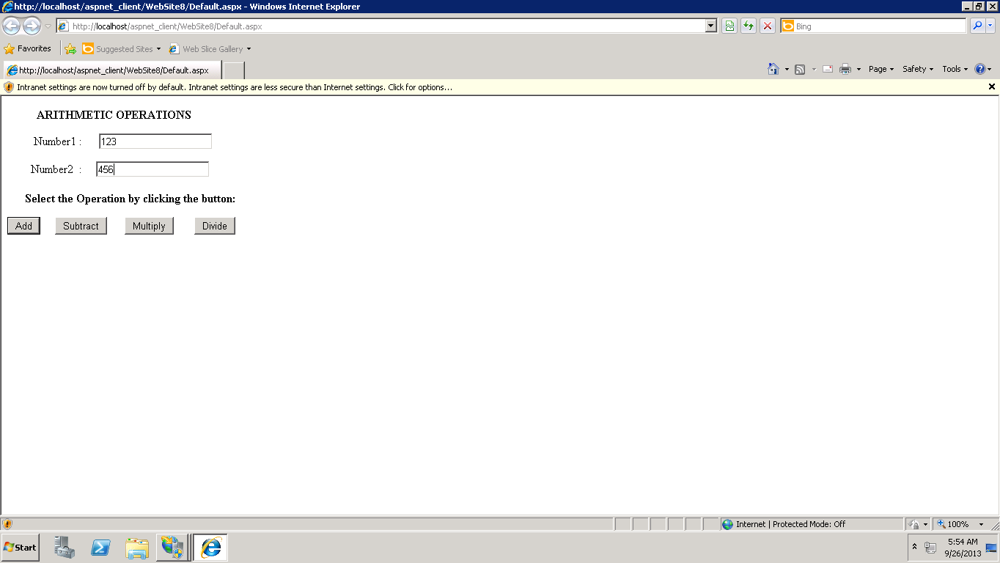 http://localhost/aspnet_client/WebSite8/Default.aspx - Windows Internet Explorer
http://localhost/aspnet_client/WebSite8/Default.aspx Bing
Favorites Suggested Sites Web Slice Gallery
http://localhost/aspnet_client/WebSite8/Default.aspx Page Safety Tools
Intranet settings are now turned off by default. Intranet settings are less secure than Internet settings. Click for options...
ARITHMETIC OPERATIONS
Number1 : 123
Number2 : 456
Select the Operation by clicking the button:
Add Subtract Multiply Divide
Internet | Protected Mode: Off 100%
Start 5:54 AM
9/26/2013